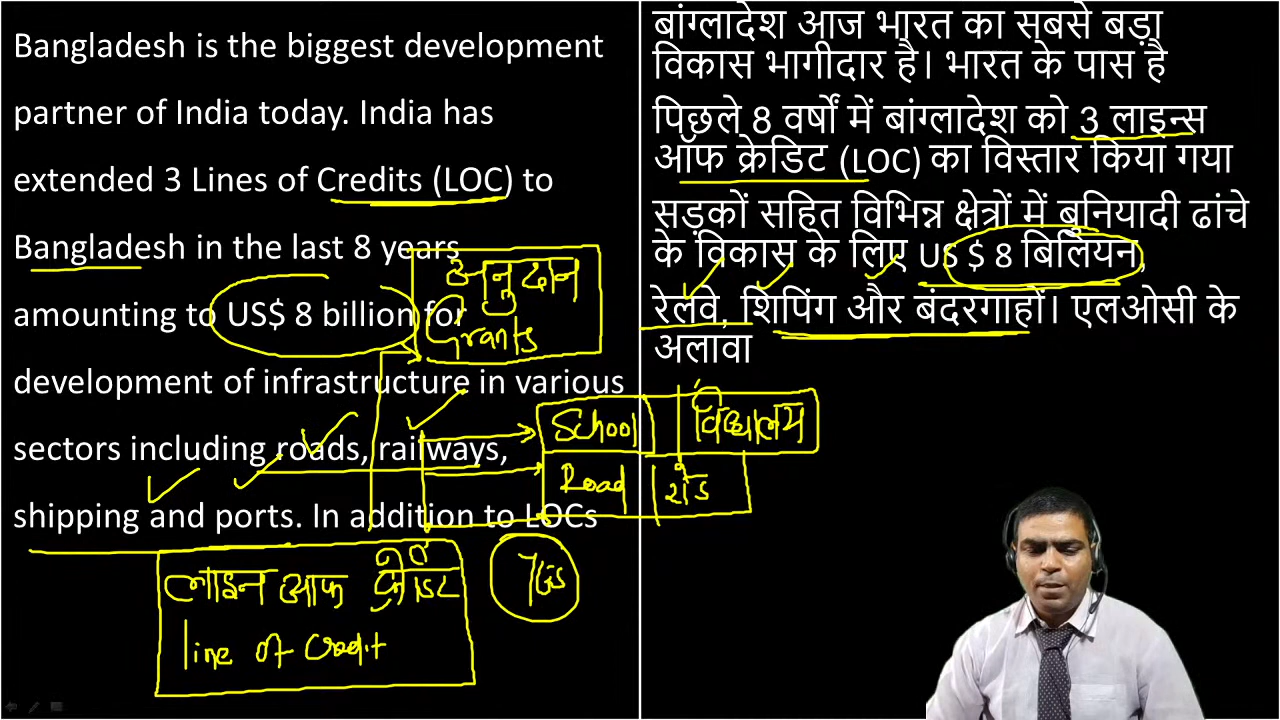 Bangladesh is the biggest development
partner of India today. India has
extended 3 Lines of Credits (LOC) to
Bangladesh in the last 8 years
amounting to US$ 8 billion for
development of infrastructure in various
sectors including roads, railways,
shipping and ports. In addition to LOCs
अनुदान
Grants
School विद्यालय
Road रोड
लाइन आफ क्रेडिट
line of credit
बांग्लादेश आज भारत का सबसे बड़ा
विकास भागीदार है। भारत के पास है
पिछले 8 वर्षों में बांग्लादेश को 3 लाइन्स
ऑफ क्रेडिट (LOC) का विस्तार किया गया
सड़कों सहित विभिन्न क्षेत्रों में बुनियादी ढांचे
के विकास के लिए US $ 8 बिलियन,
रेलवे, शिपिंग और बंदरगाहों। एलओसी के
अलावा